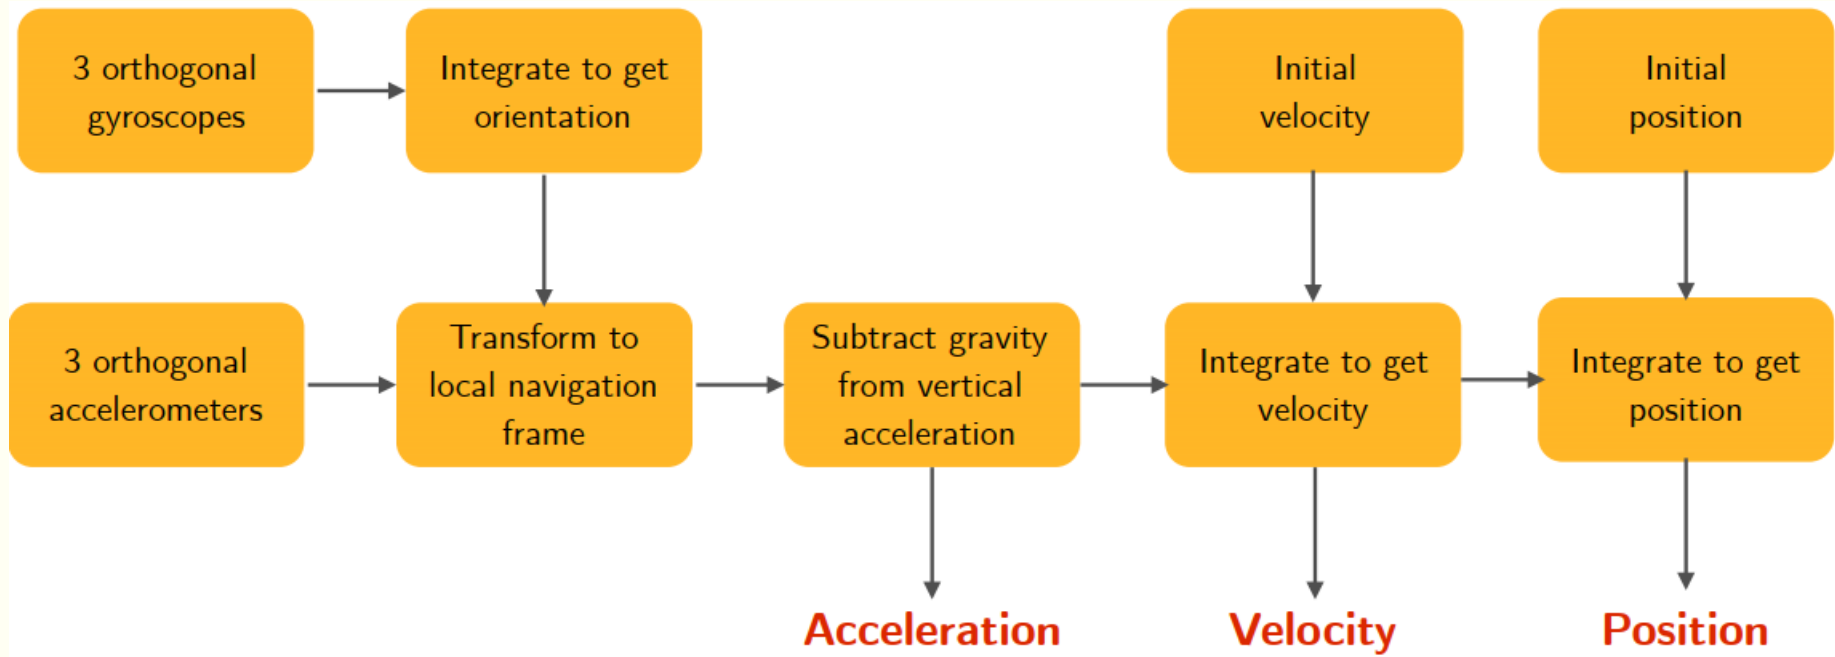 3 orthogonal
gyroscopes
Integrate to get
orientation
Initial
velocity
Initial
position
3 orthogonal
accelerometers
Transform to
local navigation
frame
Subtract gravity
from vertical
acceleration
Integrate to get
velocity
Integrate to get
position
Acceleration
Velocity
Position